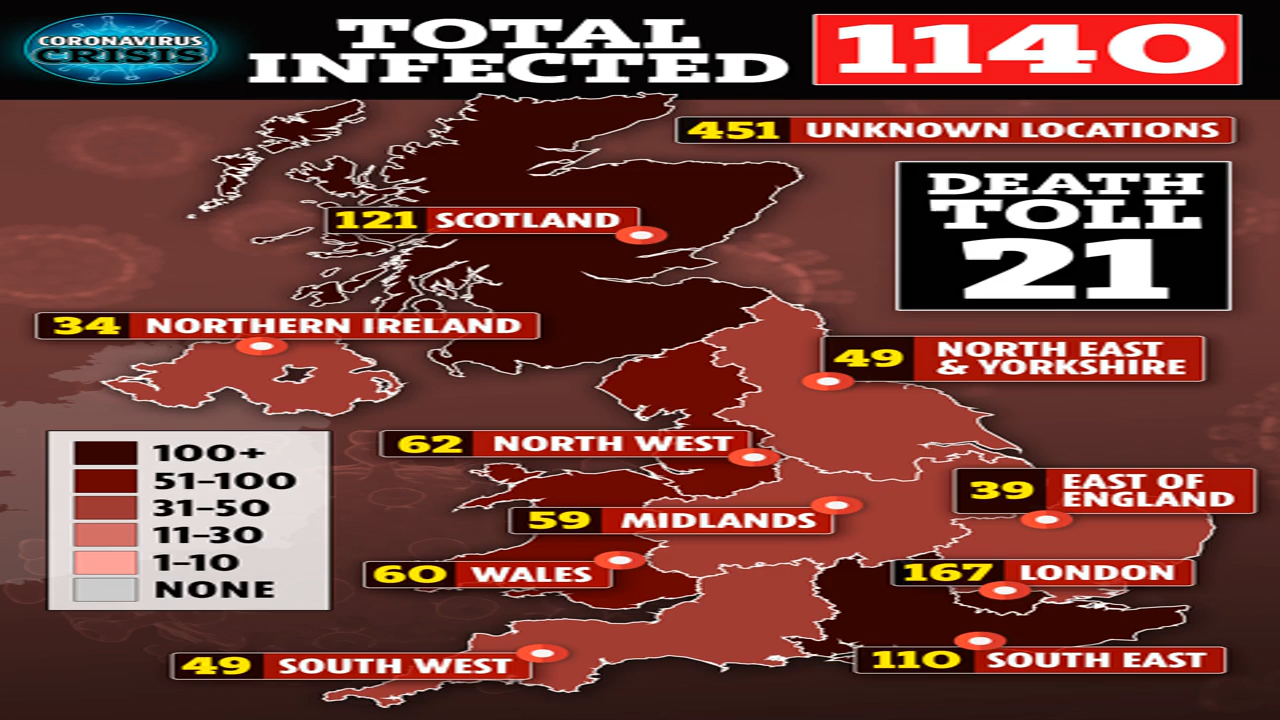 CORONAVIRUS
CRISIS
TOTAL
INFECTED
1140
451 UNKNOWN LOCATIONS
DEATH
TOLL
21
121 SCOTLAND
34 NORTHERN IRELAND
49 NORTH EAST
& YORKSHIRE
62 NORTH WEST
39 EAST OF
ENGLAND
59 MIDLANDS
60 WALES
167 LONDON
49 SOUTH WEST
110 SOUTH EAST
100+
51-100
31-50
11-30
1-10
NONE